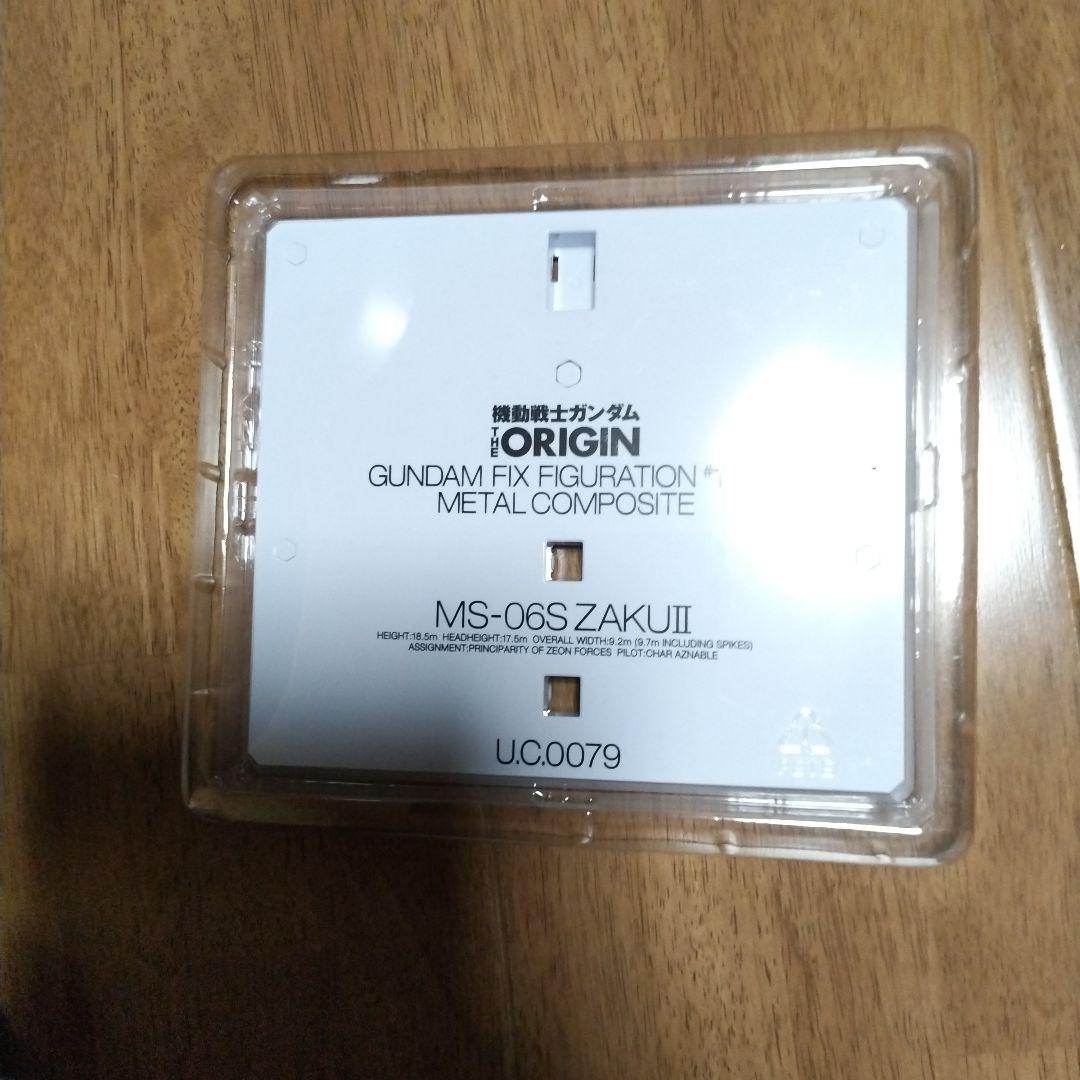 機動戦士ガンダム
THE ORIGIN
GUNDAM FIX FIGURATION
METAL COMPOSITE
MS-06S ZAKUⅡ
HEIGHT:18.5m HEADHEIGHT:17.5m OVERALL WIDTH:9.2m (9.7m INCLUDING SPIKES)
ASSIGNMENT:PRINCIPARITY OF ZEON FORCES PILOT:CHAR AZNABLE
U.C.0079